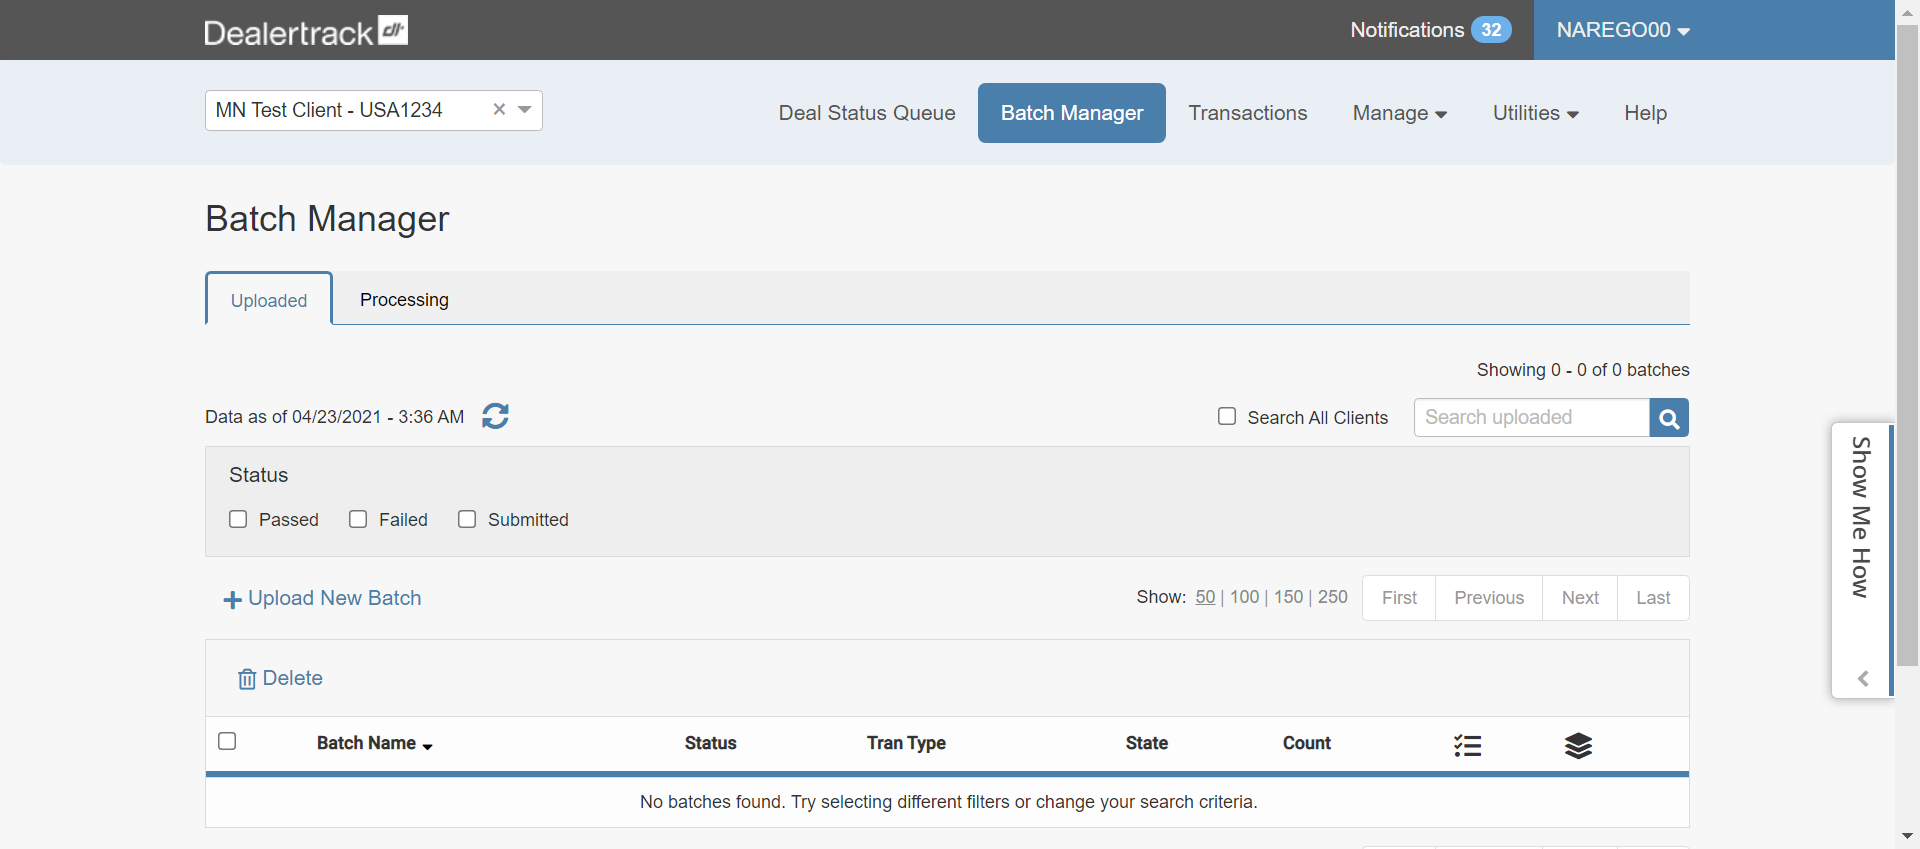 Dealertrack dt
Notifications 32
NAREGO00
MN Test Client - USA1234
Deal Status Queue
Batch Manager
Transactions
Manage
Utilities
Help
Batch Manager
Uploaded
Processing
Showing 0 - 0 of 0 batches
Data as of 04/23/2021 - 3:36 AM
Search All Clients
Search uploaded
Status
Passed
Failed
Submitted
Upload New Batch
Show: 50 | 100 | 150 | 250
First
Previous
Next
Last
Delete
Batch Name
Status
Tran Type
State
Count
No batches found. Try selecting different filters or change your search criteria.
Show Me How